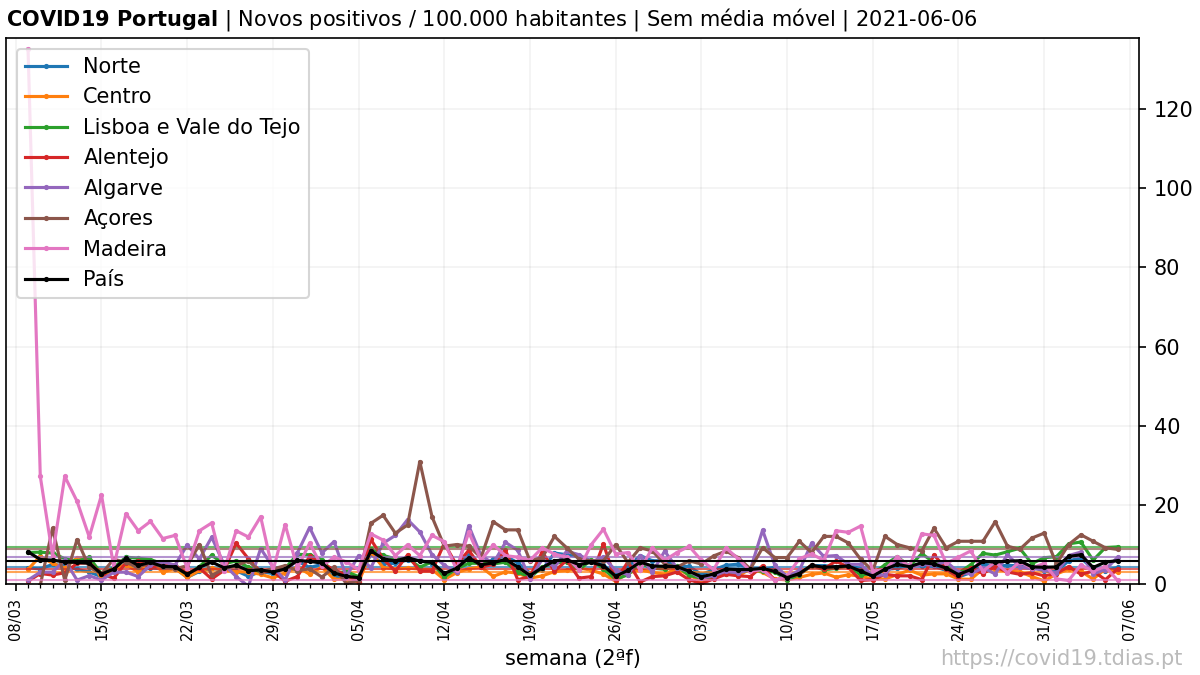 COVID19 Portugal | Novos positivos / 100.000 habitantes | Sem média móvel | 2021-06-06
Norte
Centro
Lisboa e Vale do Tejo
Alentejo
Algarve
Açores
Madeira
País
120
100
80
60
40
20
0
08/03 15/03 22/03 29/03 05/04 12/04 19/04 26/04 03/05 10/05 17/05 24/05 31/05 07/06
semana (2ªf)
https://covid19.tdias.pt